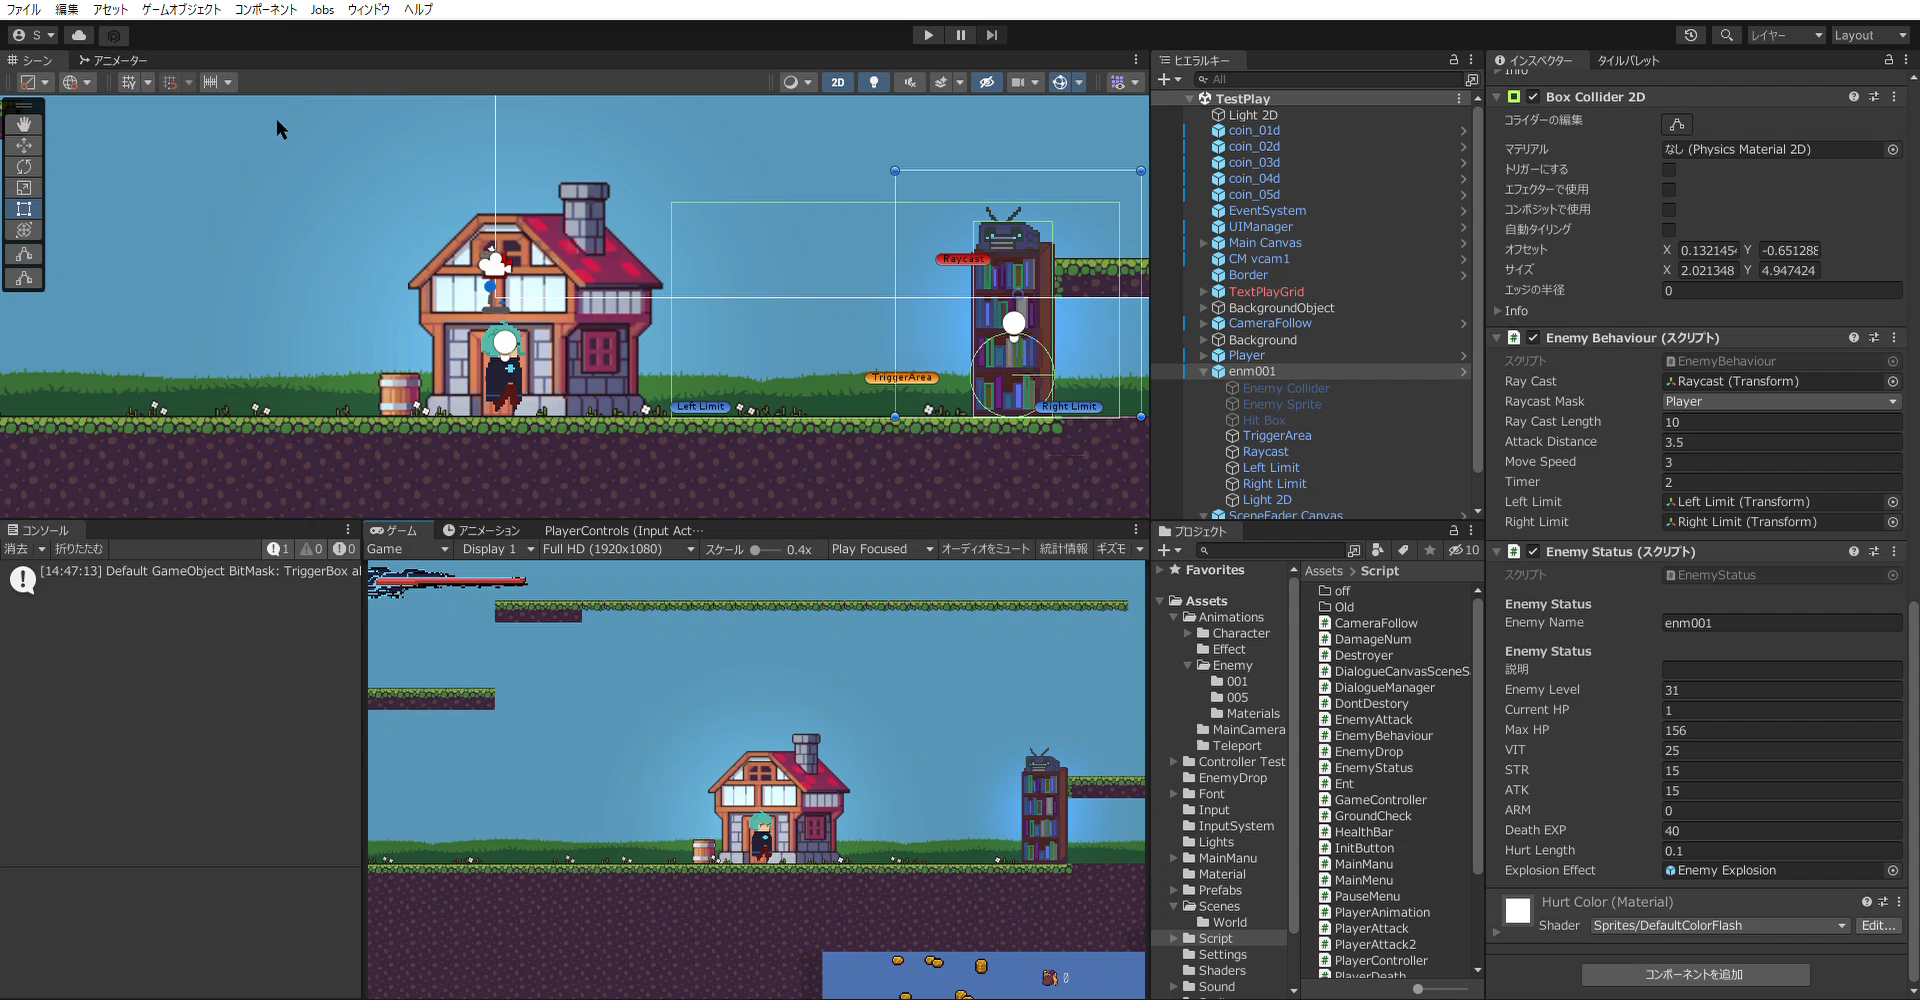 ファイル 編集 アセット ゲームオブジェクト コンポーネント Jobs ウィンドウ ヘルプ
S レイヤー Layout
シーン アニメーター
2D
Raycast
TriggerArea
Left Limit
Right Limit
ヒエラルキー
All
TestPlay
Light 2D
coin_01d
coin_02d
coin_03d
coin_04d
coin_05d
EventSystem
UIManager
Main Canvas
CM vcam1
Border
TextPlayGrid
BackgroundObject
CameraFollow
Background
Player
enm001
Enemy Collider
Enemy Sprite
Hit Box
TriggerArea
Raycast
Left Limit
Right Limit
Light 2D
SceneFader Canvas
インスペクター タイルパレット
Info
Box Collider 2D
コライダーの編集
マテリアル なし (Physics Material 2D)
トリガーにする
エフェクターで使用
コンポジットで使用
自動タイリング
オフセット X 0.1321454 Y -0.651288
サイズ X 2.021348 Y 4.947424
エッジの半径 0
Info
Enemy Behaviour (スクリプト)
スクリプト EnemyBehaviour
Ray Cast Raycast (Transform)
Raycast Mask Player
Ray Cast Length 10
Attack Distance 3.5
Move Speed 3
Timer 2
Left Limit Left Limit (Transform)
Right Limit Right Limit (Transform)
Enemy Status (スクリプト)
スクリプト EnemyStatus
Enemy Status
Enemy Name enm001
Enemy Status
説明
Enemy Level 31
Current HP 1
Max HP 156
VIT 25
STR 15
ATK 15
ARM 0
Death EXP 40
Hurt Length 0.1
Explosion Effect Enemy Explosion
Hurt Color (Material)
Shader Sprites/DefaultColorFlash Edit...
コンポーネントを追加
コンソール
消去 折りたたむ 1 0 0
[14:47:13] Default GameObject BitMask: TriggerBox al
ゲーム アニメーション PlayerControls (Input Act…
Game Display 1 Full HD (1920x1080) スケール 0.4x Play Focused オーディオをミュート 統計情報 ギズモ
0
プロジェクト
10
Favorites
Assets
Animations
Character
Effect
Enemy
001
005
Materials
MainCamera
Teleport
Controller Test
EnemyDrop
Font
Input
InputSystem
Lights
MainManu
Material
Prefabs
Scenes
World
Script
Settings
Shaders
Sound
Assets > Script
off
Old
CameraFollow
DamageNum
Destroyer
DialogueCanvasSceneS
DialogueManager
DontDestory
EnemyAttack
EnemyBehaviour
EnemyDrop
EnemyStatus
Ent
GameController
GroundCheck
HealthBar
InitButton
MainManu
MainMenu
PauseMenu
PlayerAnimation
PlayerAttack
PlayerAttack2
PlayerController
PlayerDeath